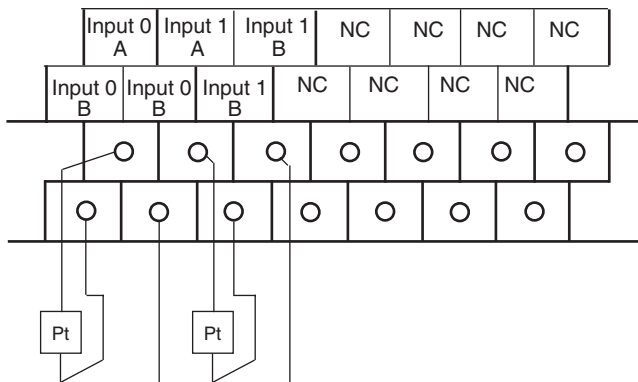 Input 0 Input 1 Input 1 NC NC NC NC
A A B
Input 0 Input 0 Input 1 NC NC NC NC
B B B
Pt Pt